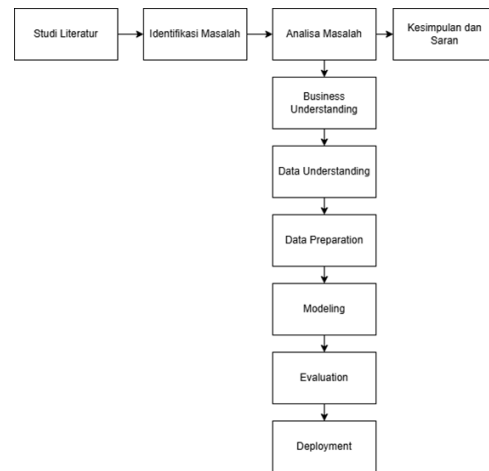 Studi Literatur
Identifikasi Masalah
Analisa Masalah
Kesimpulan dan
Saran
Business
Understanding
Data Understanding
Data Preparation
Modeling
Evaluation
Deployment